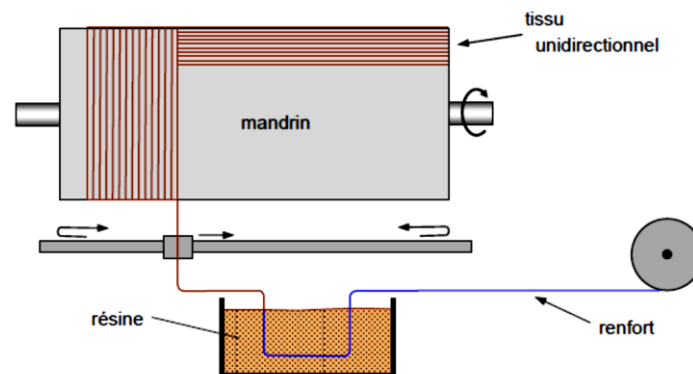 tissu
unidirectionnel
mandrin
résine
renfort